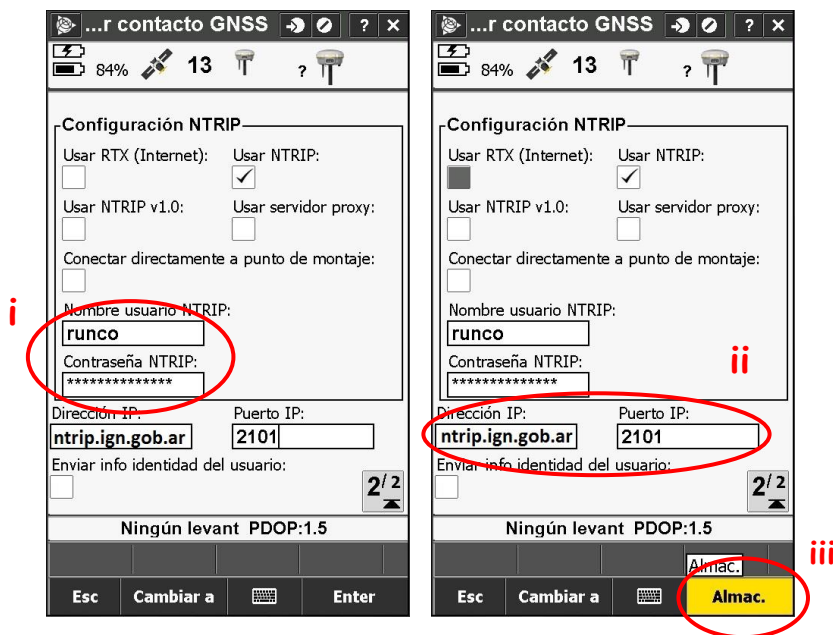 ...r contacto GNSS ? ×
84% 13 ?
Configuración NTRIP
Usar RTX (Internet): Usar NTRIP:
Usar NTRIP v1.0: Usar servidor proxy:
Conectar directamente a punto de montaje:
i
Nombre usuario NTRIP:
runco
Contraseña NTRIP:
**************
Dirección IP: Puerto IP:
ntrip.ign.gob.ar 2101
Enviar info identidad del usuario:
2/2
Ningún levant PDOP:1.5
Esc Cambiar a Enter
...r contacto GNSS ? ×
84% 13 ?
Configuración NTRIP
Usar RTX (Internet): Usar NTRIP:
Usar NTRIP v1.0: Usar servidor proxy:
Conectar directamente a punto de montaje:
Nombre usuario NTRIP:
runco
ii
Contraseña NTRIP:
**************
Dirección IP: Puerto IP:
ntrip.ign.gob.ar 2101
Enviar info identidad del usuario:
2/2
Ningún levant PDOP:1.5
iii
Almac.
Esc Cambiar a Almac.